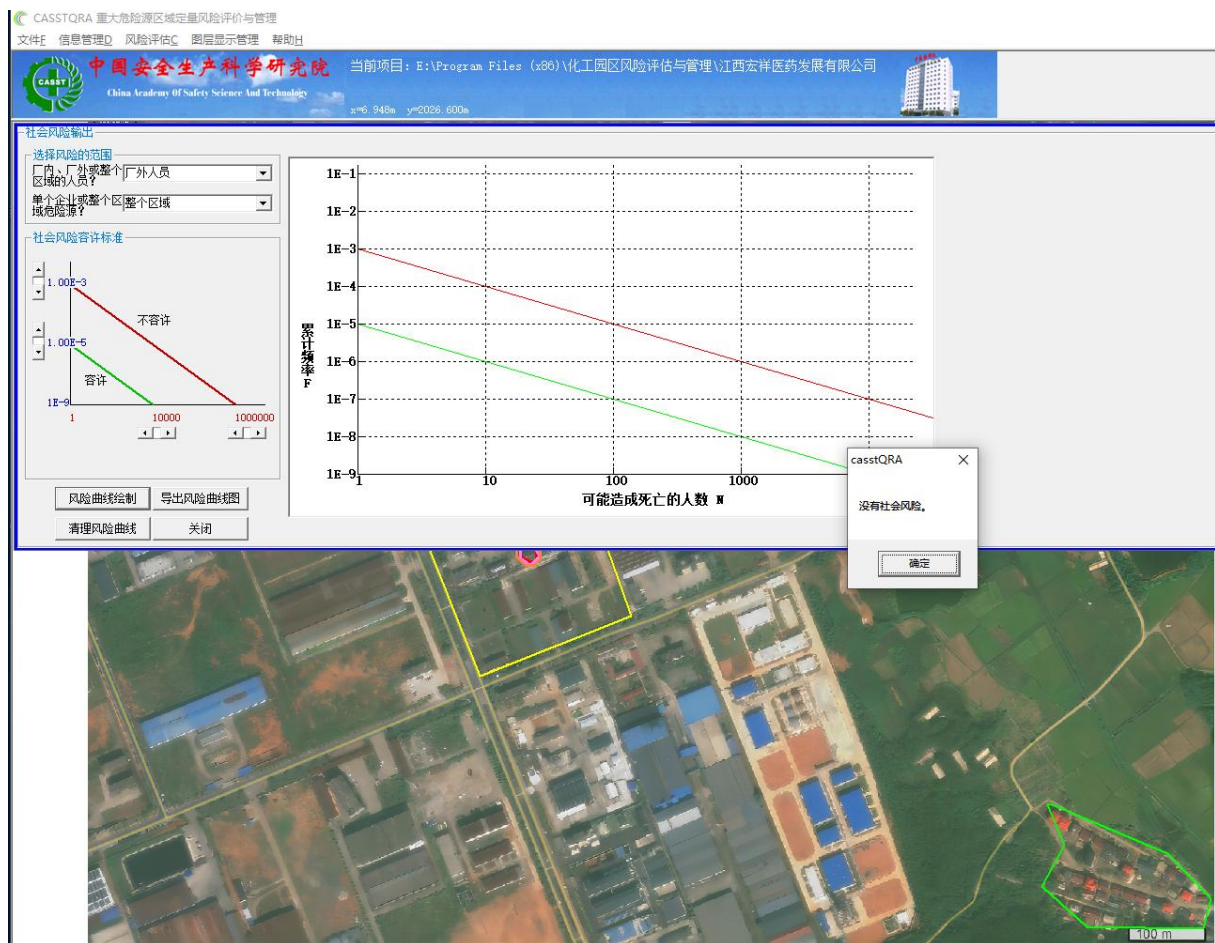 CASSTQRA 重大危险源区域定量风险评价与管理
文件F 信息管理D 风险评估C 图层显示管理 帮助H
CASST
中国安全生产科学研究院
China Academy Of Safety Science And Technology
当前项目: E:\Program Files (x86)\化工园区风险评估与管理\江西宏祥医药发展有限公司
x=6.948m y=2026.600m
社会风险输出
选择风险的范围
厂内、厂外或整个区域的人员?
厂外人员
单个企业或整个区域危险源?
整个区域
社会风险容许标准
1.00E-3
不容许
1.00E-5
容许
1E-9
1 10000 1000000
风险曲线绘制 导出风险曲线图
清理风险曲线 关闭
1E-1
1E-2
1E-3
1E-4
1E-5
1E-6
1E-7
1E-8
1E-9
累计频率 F
1 10 100 1000
可能造成死亡的人数 N
casstQRA
没有社会风险。
确定
100 m